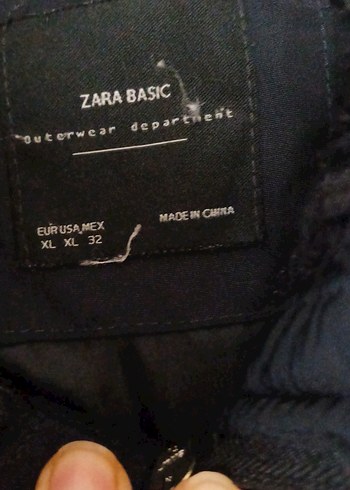 ZARA BASIC
outerwear department
EUR USA MEX
XL XL 32
MADE IN CHINA